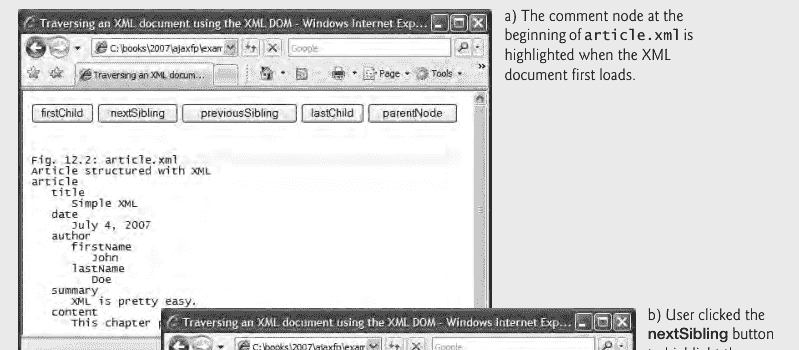 Traversing an XML document using the XML DOM - Windows Internet Exp...
C:\books\2007\ajaxfp\exam
Google
Traversing an XML docum...
Page
Tools
»
firstChild nextSibling previousSibling lastChild parentNode
Fig. 12.2: article.xml
Article structured with XML
article
title
Simple XML
date
July 4, 2007
author
firstName
John
lastName
Doe
summary
XML is pretty easy.
content
This chapter
a) The comment node at the
beginning of article.xml is
highlighted when the XML
document first loads.
Traversing an XML document using the XML DOM - Windows Internet Exp...
C:\books\2007\ajaxfp\exam
Google
b) User clicked the
nextSibling button